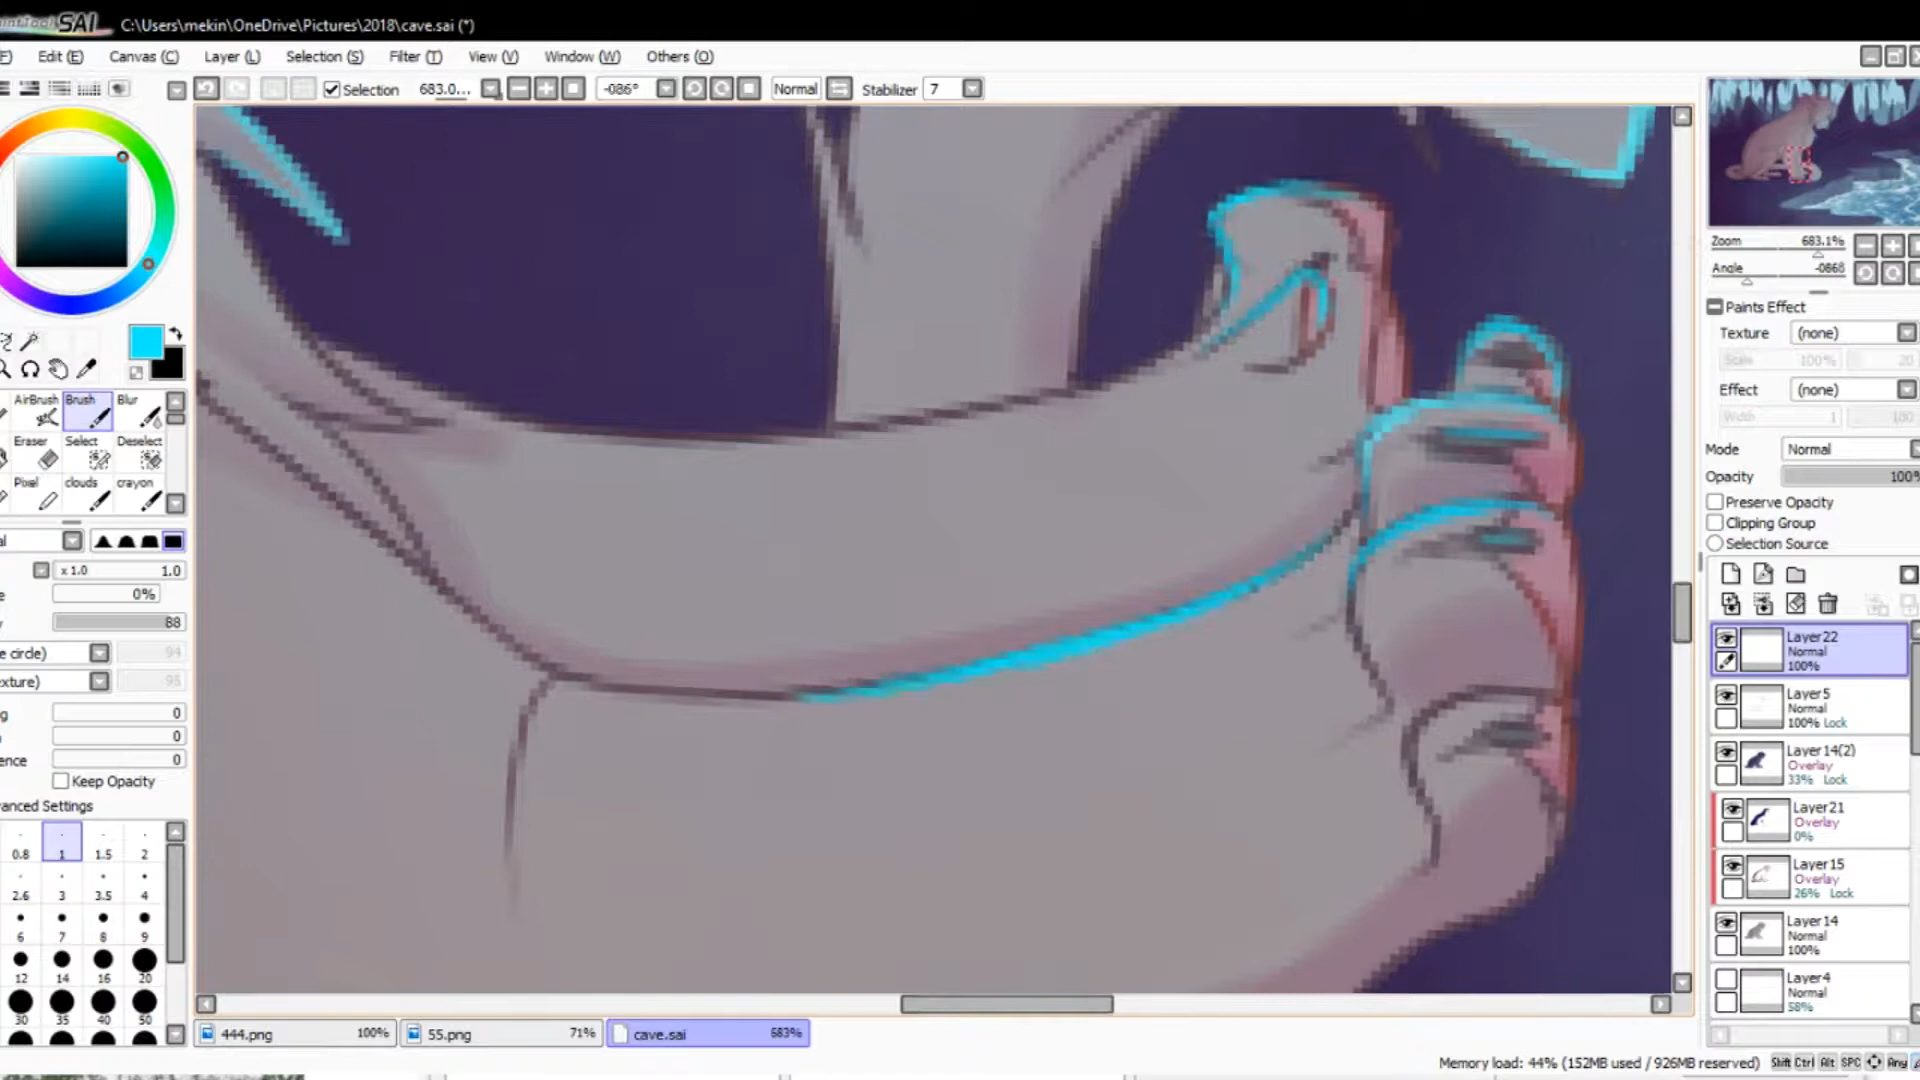 SAI C:\Users\mekin\OneDrive\Pictures\2018\cave.sai (*)
Edit (E) Canvas (C) Layer (L) Selection (S) Filter (T) View (V) Window (W) Others (O)
Selection 683.0... -086° Normal Stabilizer 7
Zoom 683.1%
Angle -086θ
Paints Effect
Texture (none)
Scale 100% 20
Effect (none)
Width 1 100
Mode Normal
Opacity 100%
Preserve Opacity
Clipping Group
Selection Source
Layer22
Normal
100%
Layer5
Normal
100% Lock
Layer14(2)
Overlay
33% Lock
Layer21
Overlay
0%
Layer15
Overlay
26% Lock
Layer14
Normal
100%
Layer4
Normal
58%
AirBrush Brush Blur
Eraser Select Deselect
Pixel clouds crayon
x 1.0 1.0
0%
88
e circle) 94
xture) 95
0
0
ence 0
Keep Opacity
anced Settings
0.8 1 1.5 2
2.6 3 3.5 4
6 7 8 9
12 14 16 20
30 35 40 50
444.png 100% 55.png 71% cave.sai 683%
Memory load: 44% (152MB used / 926MB reserved) Shift Ctrl Alt SPC Any